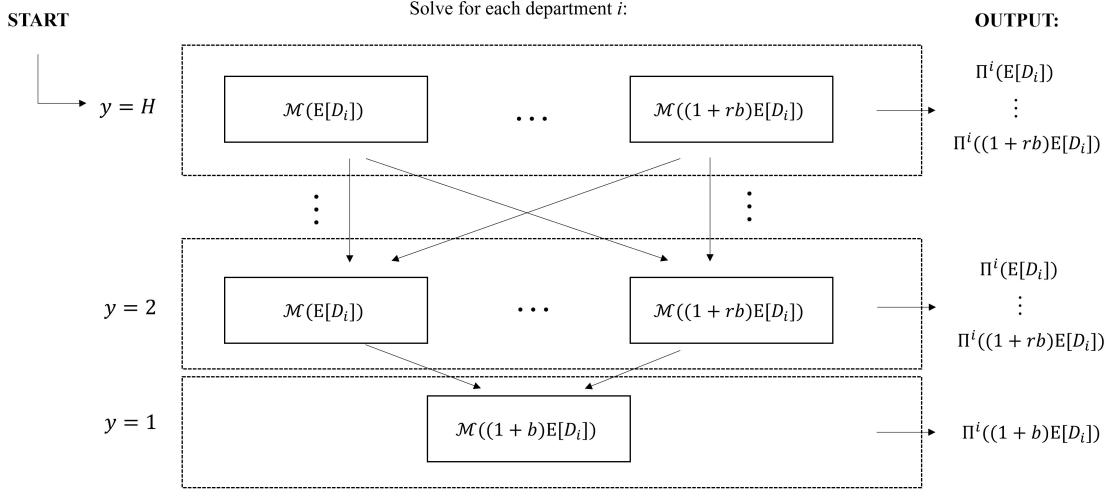 Solve for each department i:
START
OUTPUT:
y = H
ℳ(E[D_i])
⋯
ℳ((1 + rb)E[D_i])
Π^i(E[D_i])
⋮
Π^i((1 + rb)E[D_i])
⋮
⋮
y = 2
ℳ(E[D_i])
⋯
ℳ((1 + rb)E[D_i])
Π^i(E[D_i])
⋮
Π^i((1 + rb)E[D_i])
y = 1
ℳ((1 + b)E[D_i])
Π^i((1 + b)E[D_i])